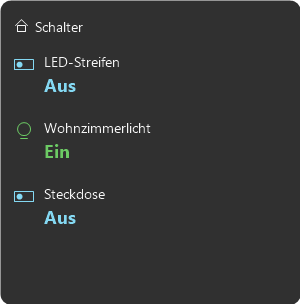 Schalter
LED-Streifen
Aus
Wohnzimmerlicht
Ein
Steckdose
Aus